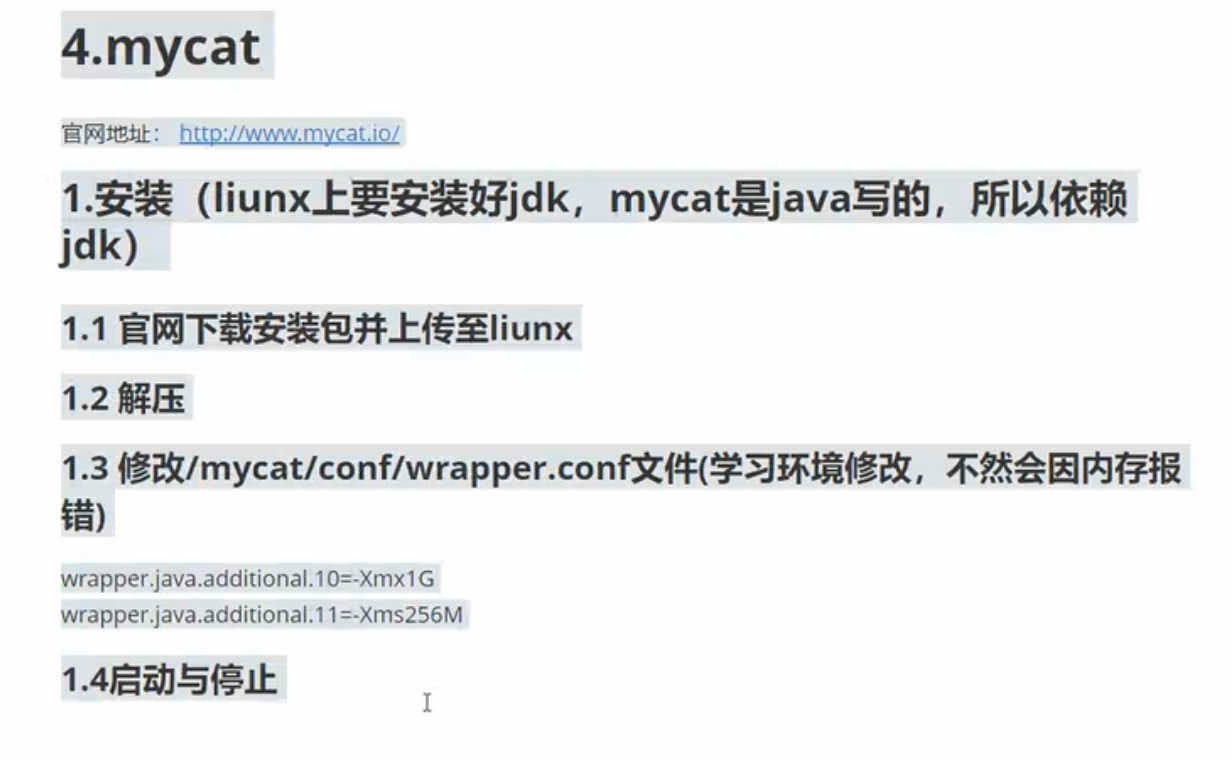 4.mycat
官网地址： http://www.mycat.io/
1.安装（liunx上要安装好jdk，mycat是java写的，所以依赖
jdk）
1.1 官网下载安装包并上传至liunx
1.2 解压
1.3 修改/mycat/conf/wrapper.conf文件(学习环境修改，不然会因内存报
错)
wrapper.java.additional.10=-Xmx1G
wrapper.java.additional.11=-Xms256M
1.4启动与停止